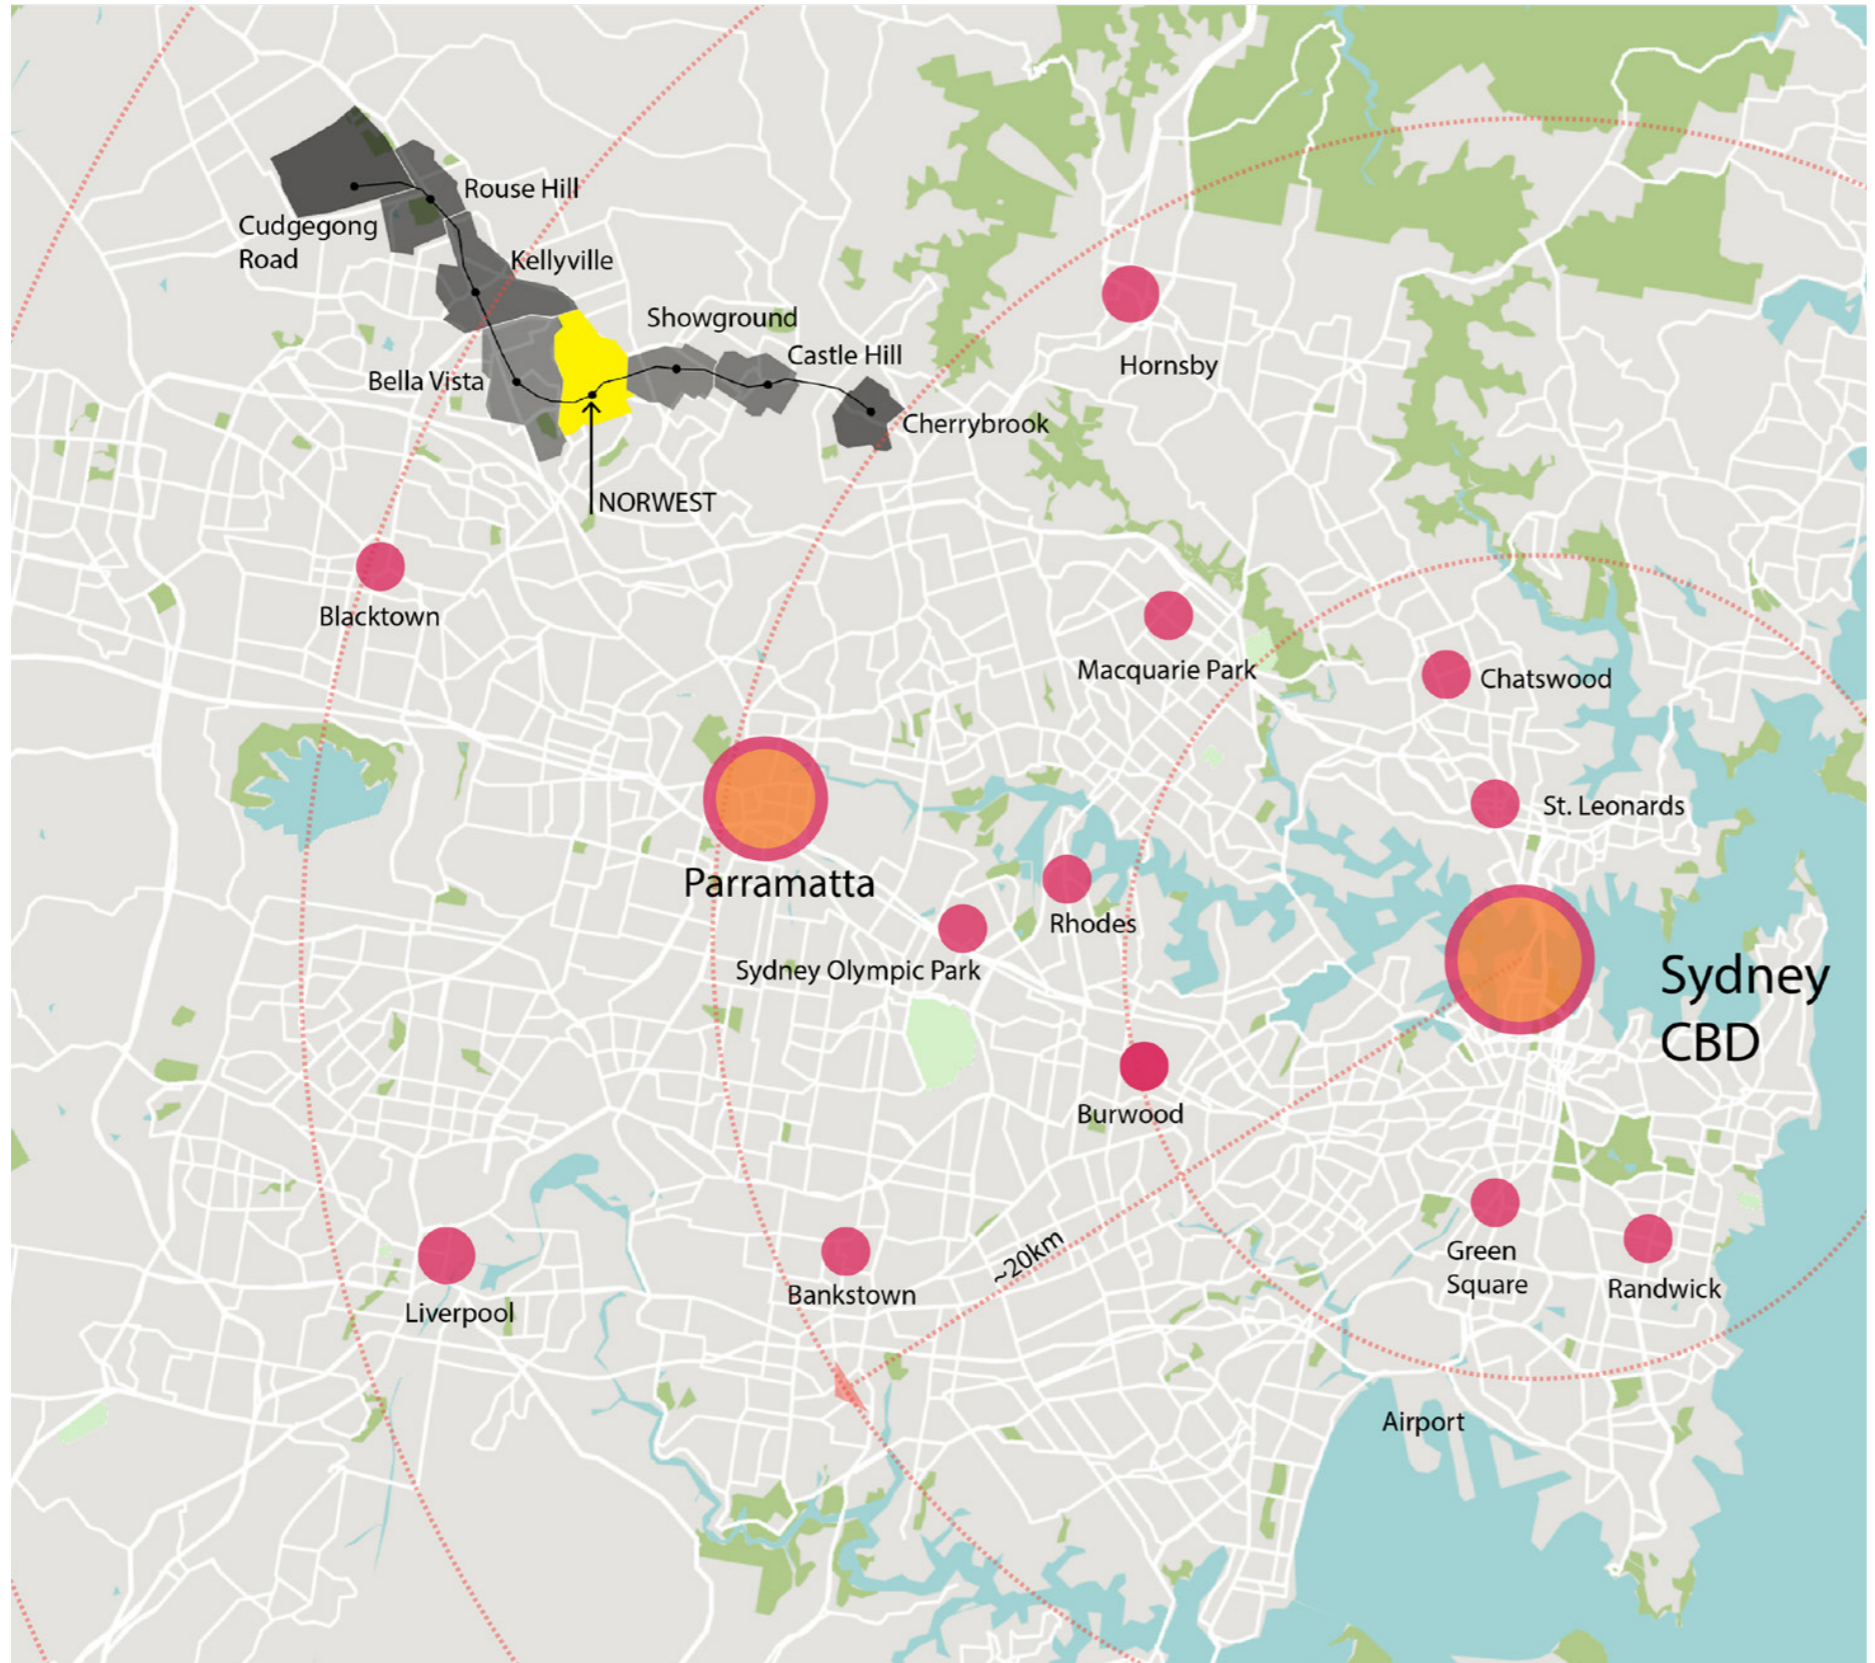 Rouse Hill
Cudgegong
Road
Kellyville
Showground
Castle Hill
Bella Vista
Hornsby
Cherrybrook
NORWEST
Blacktown
Macquarie Park
Chatswood
St. Leonards
Parramatta
Rhodes
Sydney Olympic Park
Sydney
CBD
Burwood
~20km
Green
Square
Randwick
Bankstown
Liverpool
Airport